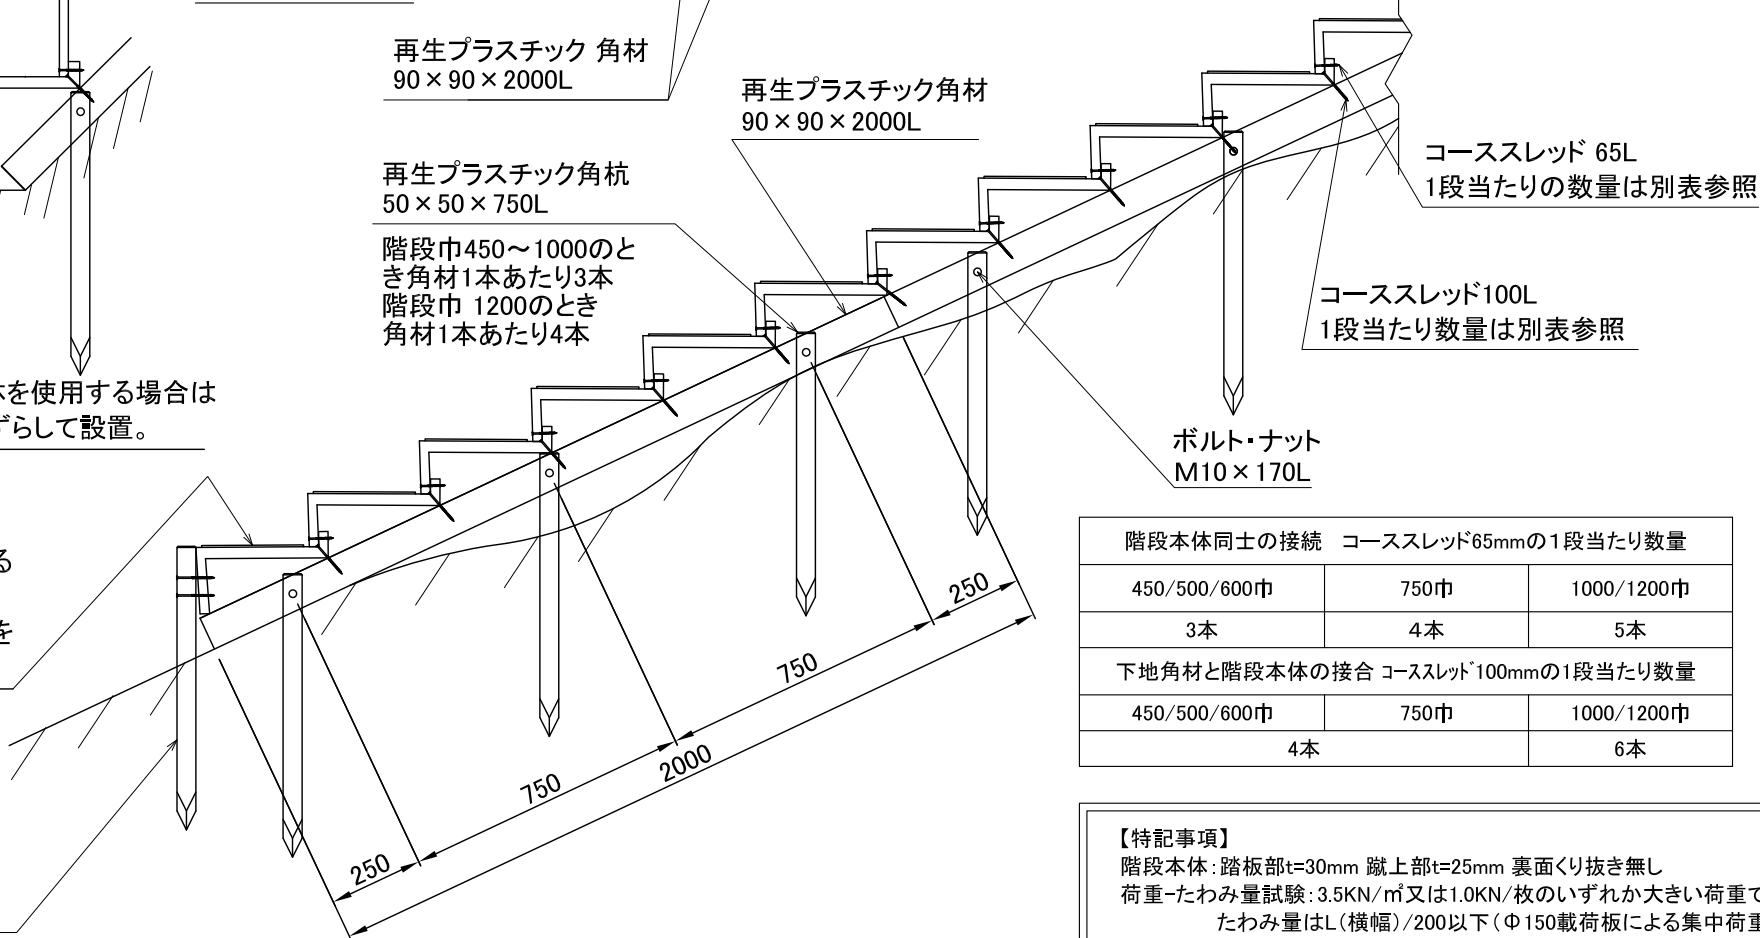 再生プラスチック 角材
90×90×2000L
再生プラスチック角材
90×90×2000L
再生プラスチック角杭
50×50×750L
階段巾450～1000のと
き角材1本あたり3本
階段巾 1200のとき
角材1本あたり4本
コーススレッド 65L
1段当たりの数量は別表参照
コーススレッド100L
1段当たり数量は別表参照
ボルト・ナット
M10×170L
を使用する場合は
らして設置。
る
を
250
750
750
250
2000
階段本体同士の接続 コーススレッド65mmの1段当たり数量
450/500/600巾 750巾 1000/1200巾
3本 4本 5本
下地角材と階段本体の接合 コーススレッド100mmの1段当たり数量
450/500/600巾 750巾 1000/1200巾
4本 6本
【特記事項】
階段本体：踏板部t=30mm 蹴上部t=25mm 裏面くり抜き無し
荷重-たわみ量試験：3.5KN/㎡又は1.0KN/枚のいずれか大きい荷重で
たわみ量はL(横幅)/200以下(Φ150載荷板による集中荷重